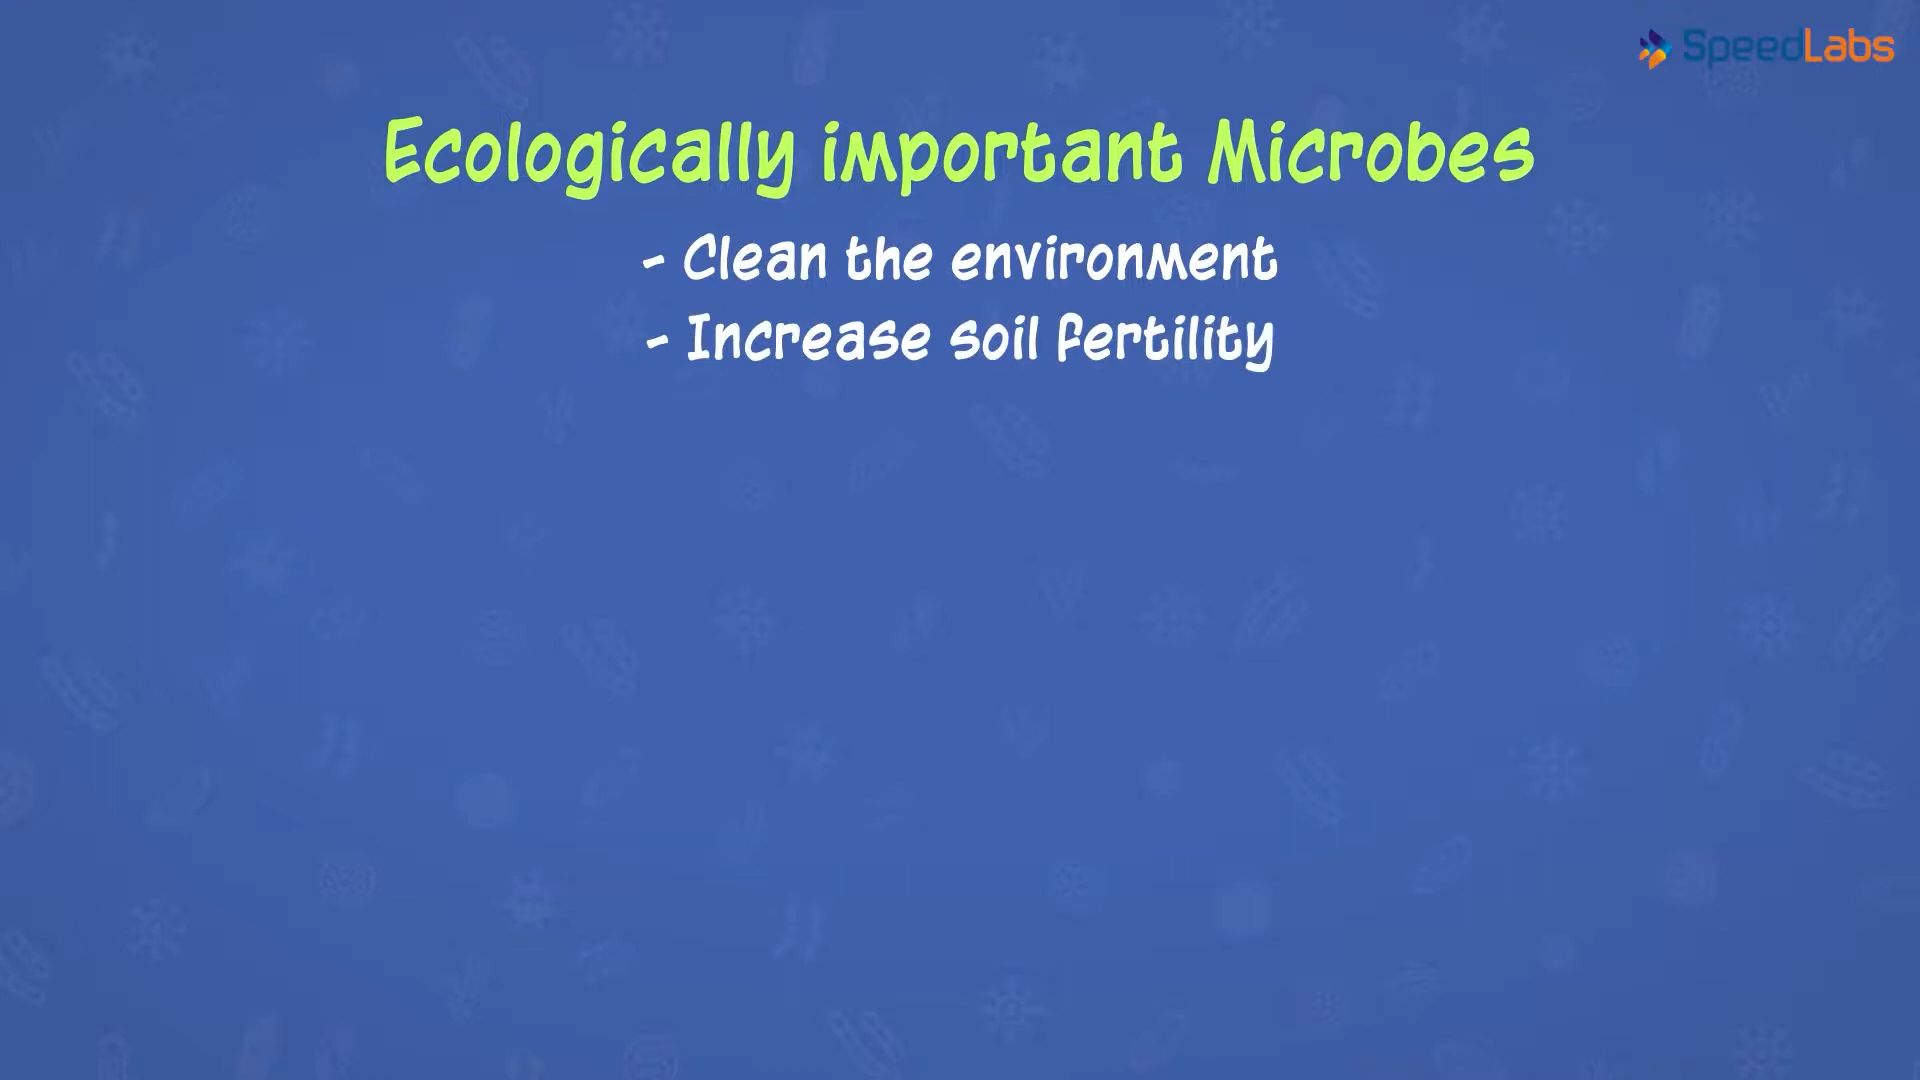 SpeedLabs
Ecologically important Microbes
- Clean the environment
- Increase soil fertility